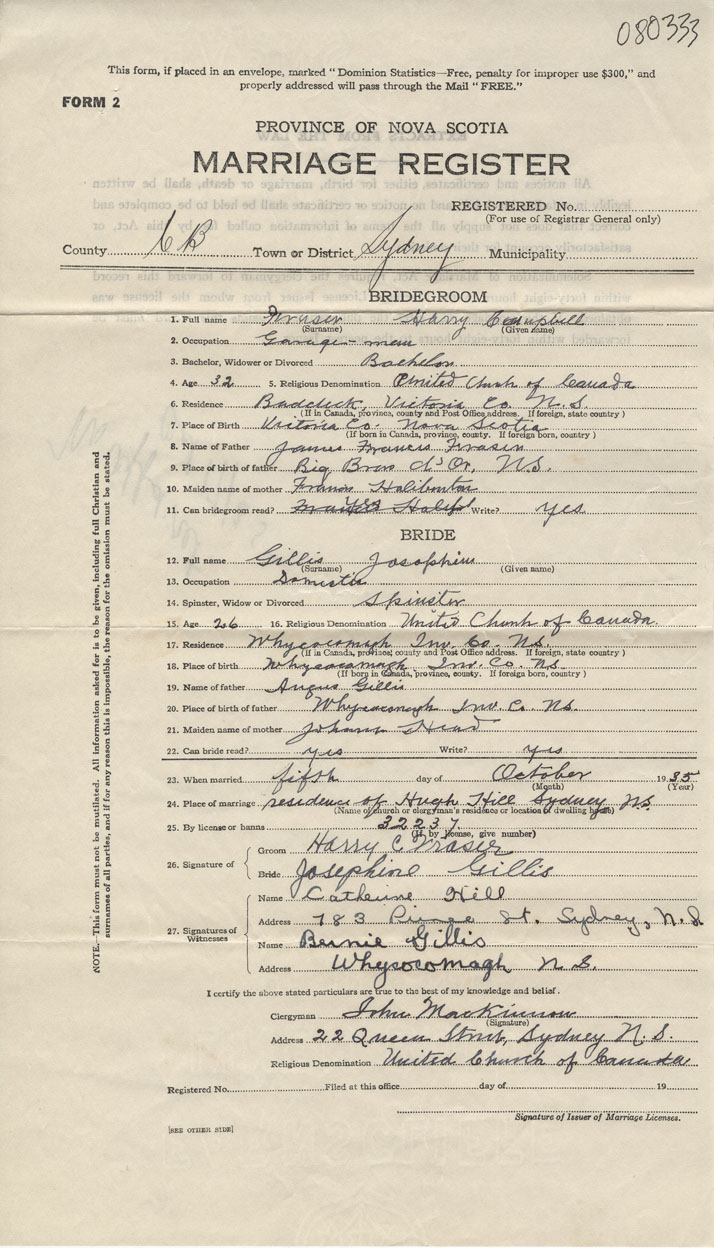 080333
This form, if placed in an envelope, marked "Dominion Statistics—Free, penalty for improper use $300," and
properly addressed will pass through the Mail "FREE."
FORM 2
PROVINCE OF NOVA SCOTIA
MARRIAGE REGISTER
REGISTERED No.
(For use of Registrar General only)
County C B Town or District Sydney Municipality
BRIDEGROOM
1. Full name Fraser Harry Campbell
(Surname) (Given name)
2. Occupation Garage-man
3. Bachelor, Widower or Divorced Bachelor
4. Age 32 5. Religious Denomination United Church of Canada
6. Residence Baddeck, Victoria Co. N.S.
(If in Canada, province, county and Post Office address. If foreign, state country)
7. Place of Birth Victoria Co. Nova Scotia
(If born in Canada, province, county. If foreign born, country)
8. Name of Father James Francis Fraser
9. Place of birth of father Big Bras d'Or, N.S.
10. Maiden name of mother Haliburton
11. Can bridegroom read? Write? yes
BRIDE
12. Full name Gillis Josephine
(Surname) (Given name)
13. Occupation Domestic
14. Spinster, Widow or Divorced Spinster
15. Age 26 16. Religious Denomination United Church of Canada.
17. Residence Whycocomagh Inv. Co. N.S.
(If in Canada, province, county and Post Office address. If foreign, state country)
18. Place of birth Whycocomagh Inv. Co. N.S.
(If born in Canada, province, county. If foreign born, country)
19. Name of father Angus Gillis
20. Place of birth of father Whycocomagh Inv. Co. N.S.
21. Maiden name of mother Head
22. Can bride read? yes Write? yes
23. When married fifth day of October 1935
(Month) (Year)
24. Place of marriage residence of Hugh Hill Sydney N.S.
(Name of church or clergyman's residence or location of dwelling house)
25. By license or banns 32237
(If by license, give number)
26. Signature of
Groom Harry C Frasier
Bride Josephine Gillis
27. Signatures of Witnesses
Name Catherine Hill
Address 783 Prince St. Sydney, N.S.
Name Bernie Gillis
Address Whycocomagh N.S.
I certify the above stated particulars are true to the best of my knowledge and belief.
Clergyman John MacKinnon
(Signature)
Address 22 Queen Street, Sydney N.S.
Religious Denomination United Church of Canada
Registered No. Filed at this office day of 19
Signature of Issuer of Marriage Licenses.
[SEE OTHER SIDE]
NOTE.—This form must not be mutilated. All information asked for is to be given, including full Christian and
surnames of all parties, and if for any reason this is impossible, the reason for the omission must be stated.